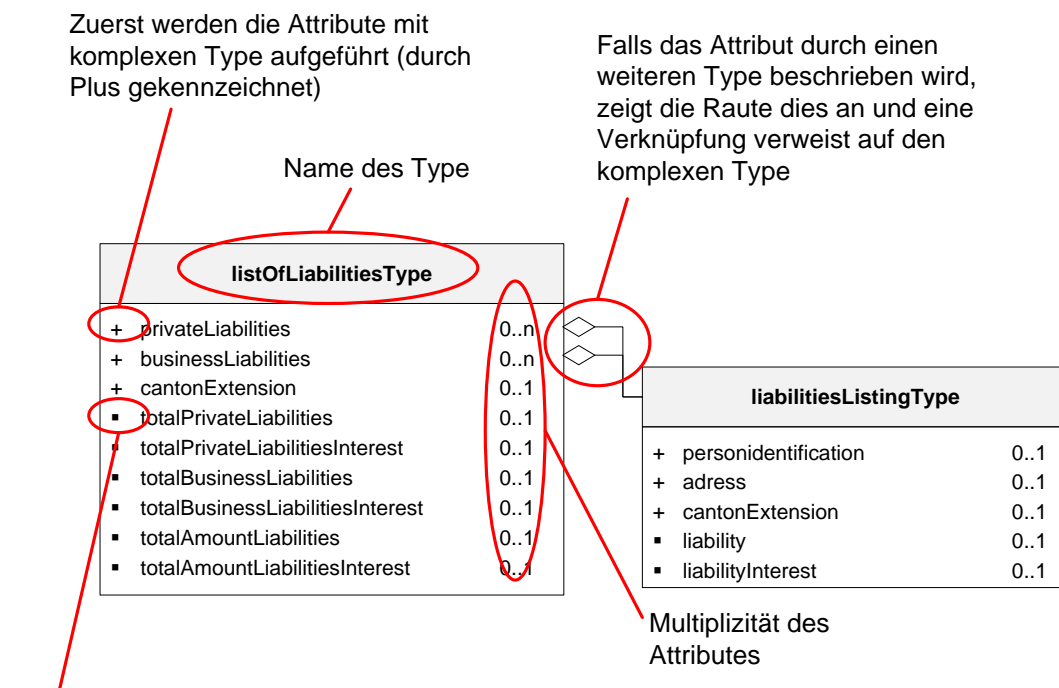 Zuerst werden die Attribute mit
komplexen Type aufgeführt (durch
Plus gekennzeichnet)
Falls das Attribut durch einen
weiteren Type beschrieben wird,
zeigt die Raute dies an und eine
Verknüpfung verweist auf den
komplexen Type
Name des Type
listOfLiabilitiesType
+ privateLiabilities 0..n
+ businessLiabilities 0..n
+ cantonExtension 0..1
▪ totalPrivateLiabilities 0..1
▪ totalPrivateLiabilitiesInterest 0..1
▪ totalBusinessLiabilities 0..1
▪ totalBusinessLiabilitiesInterest 0..1
▪ totalAmountLiabilities 0..1
▪ totalAmountLiabilitiesInterest 0..1
liabilitiesListingType
+ personidentification 0..1
+ adress 0..1
+ cantonExtension 0..1
▪ liability 0..1
▪ liabilityInterest 0..1
Multiplizität des
Attributes